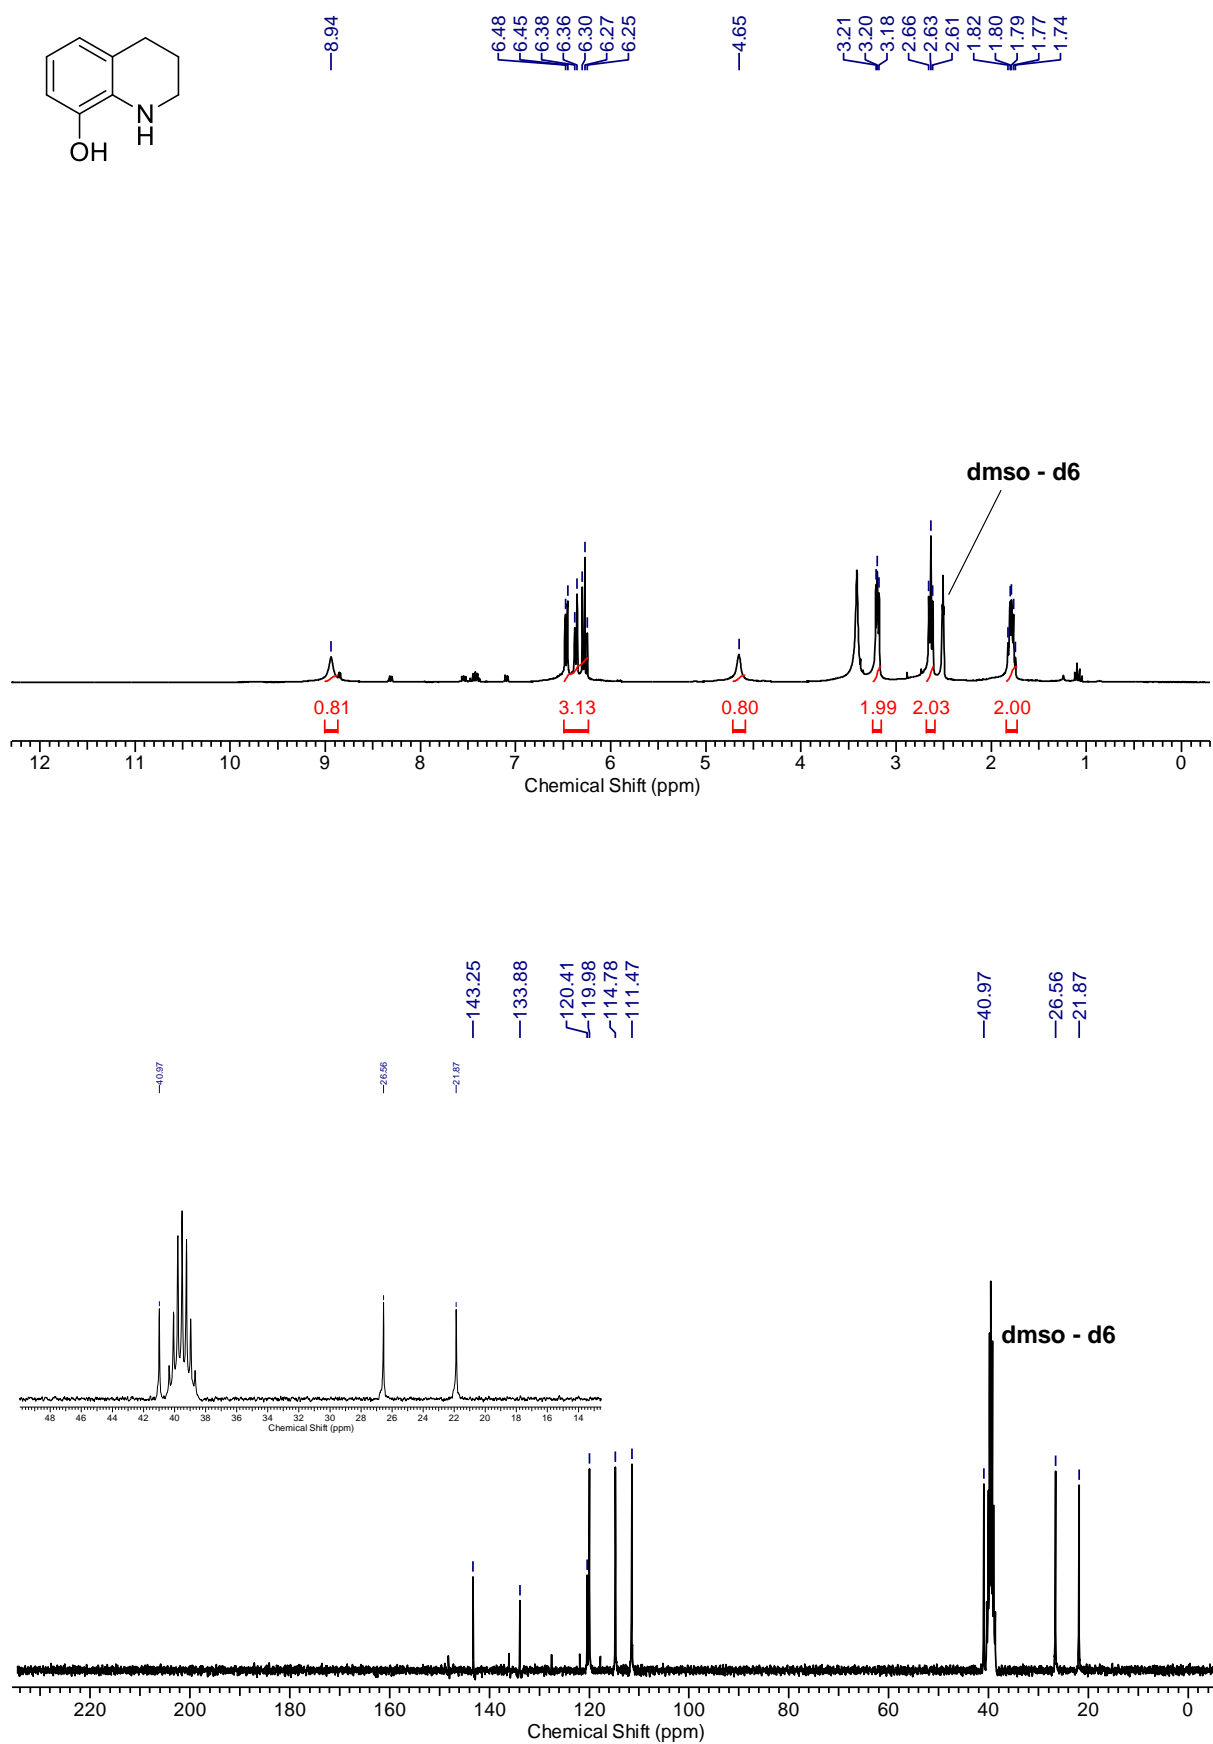 8.94
6.48
6.45
6.38
6.36
6.30
6.27
6.25
4.65
3.21
3.20
3.18
2.66
2.63
2.61
1.82
1.80
1.79
1.77
1.74
N
H
OH
dmso - d6
0.81 3.13 0.80 1.99 2.03 2.00
12 11 10 9 8 7 6 5 4 3 2 1 0
Chemical Shift (ppm)
143.25
133.88
120.41
119.98
114.78
111.47
40.97
26.56
21.87
40.97
26.56
21.87
dmso - d6
48 46 44 42 40 38 36 34 32 30 28 26 24 22 20 18 16 14
Chemical Shift (ppm)
220 200 180 160 140 120 100 80 60 40 20 0
Chemical Shift (ppm)